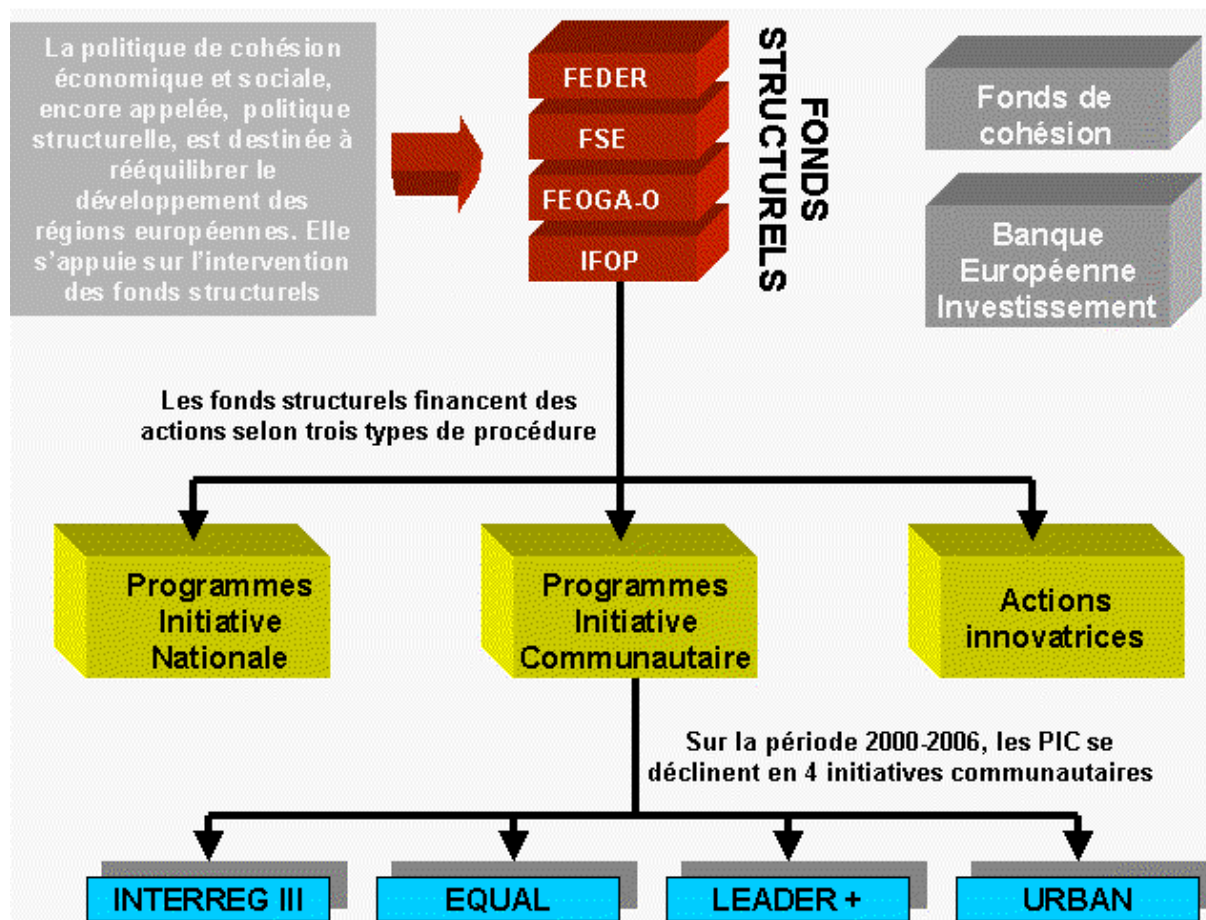 La politique de cohésion
économique et sociale,
encore appelée, politique
structurelle, est destinée à
rééquilibrer le
développement des
régions européennes. Elle
s'appuie sur l'intervention
des fonds structurels
FEDER
FSE
FEOGA-O
IFOP
FONDS
STRUCTURELS
Fonds de
cohésion
Banque
Européenne
Investissement
Les fonds structurels financent des
actions selon trois types de procédure
Programmes
Initiative
Nationale
Programmes
Initiative
Communautaire
Actions
innovatrices
Sur la période 2000-2006, les PIC se
déclinent en 4 initiatives communautaires
INTERREG III
EQUAL
LEADER +
URBAN